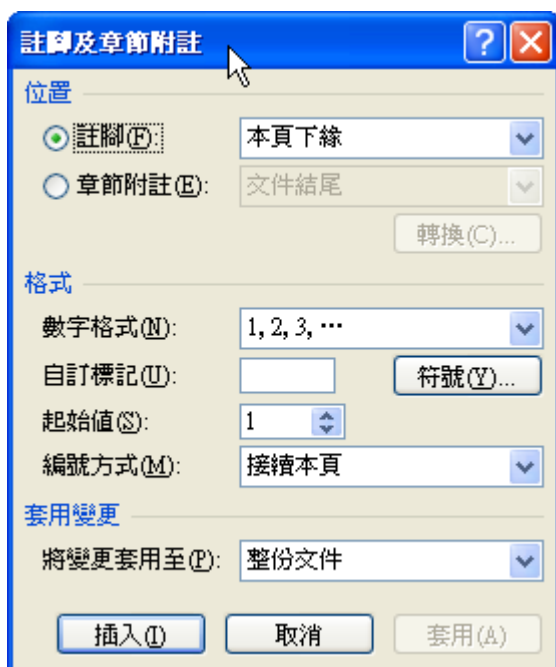 註腳及章節附註
位置
註腳(F): 本頁下緣
章節附註(E): 文件結尾
轉換(C)...
格式
數字格式(N): 1, 2, 3, …
自訂標記(U): 符號(Y)...
起始值(S): 1
編號方式(M): 接續本頁
套用變更
將變更套用至(P): 整份文件
插入(I) 取消 套用(A)